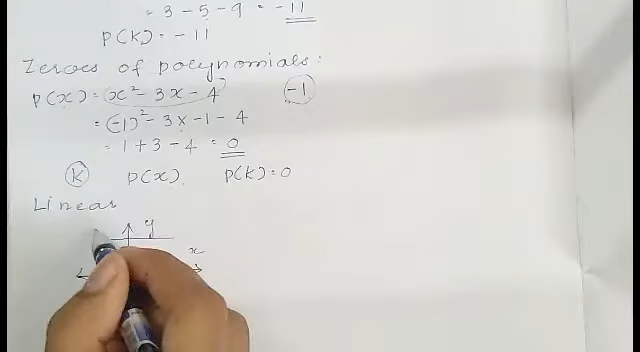 = 3 - 5 - 9 = -11
P(K) = -11
Zeroes of polynomials:
P(x) = (x² - 3x - 4) (-1)
= (-1)² - 3x - 1 - 4
= 1 + 3 - 4 = 0
(k) P(x). P(K) = 0
Linear
y
x